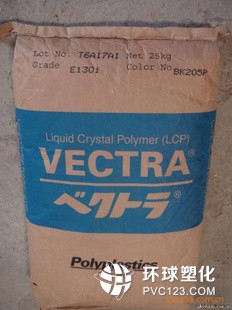 Lot No. T6A17A1 Net 25kg
Grade E130i Color No. BK205P
Liquid Crystal Polymer (LCP)
VECTRA®
ベクトラ®
Polyplastics
环球塑化
PVC123.COM